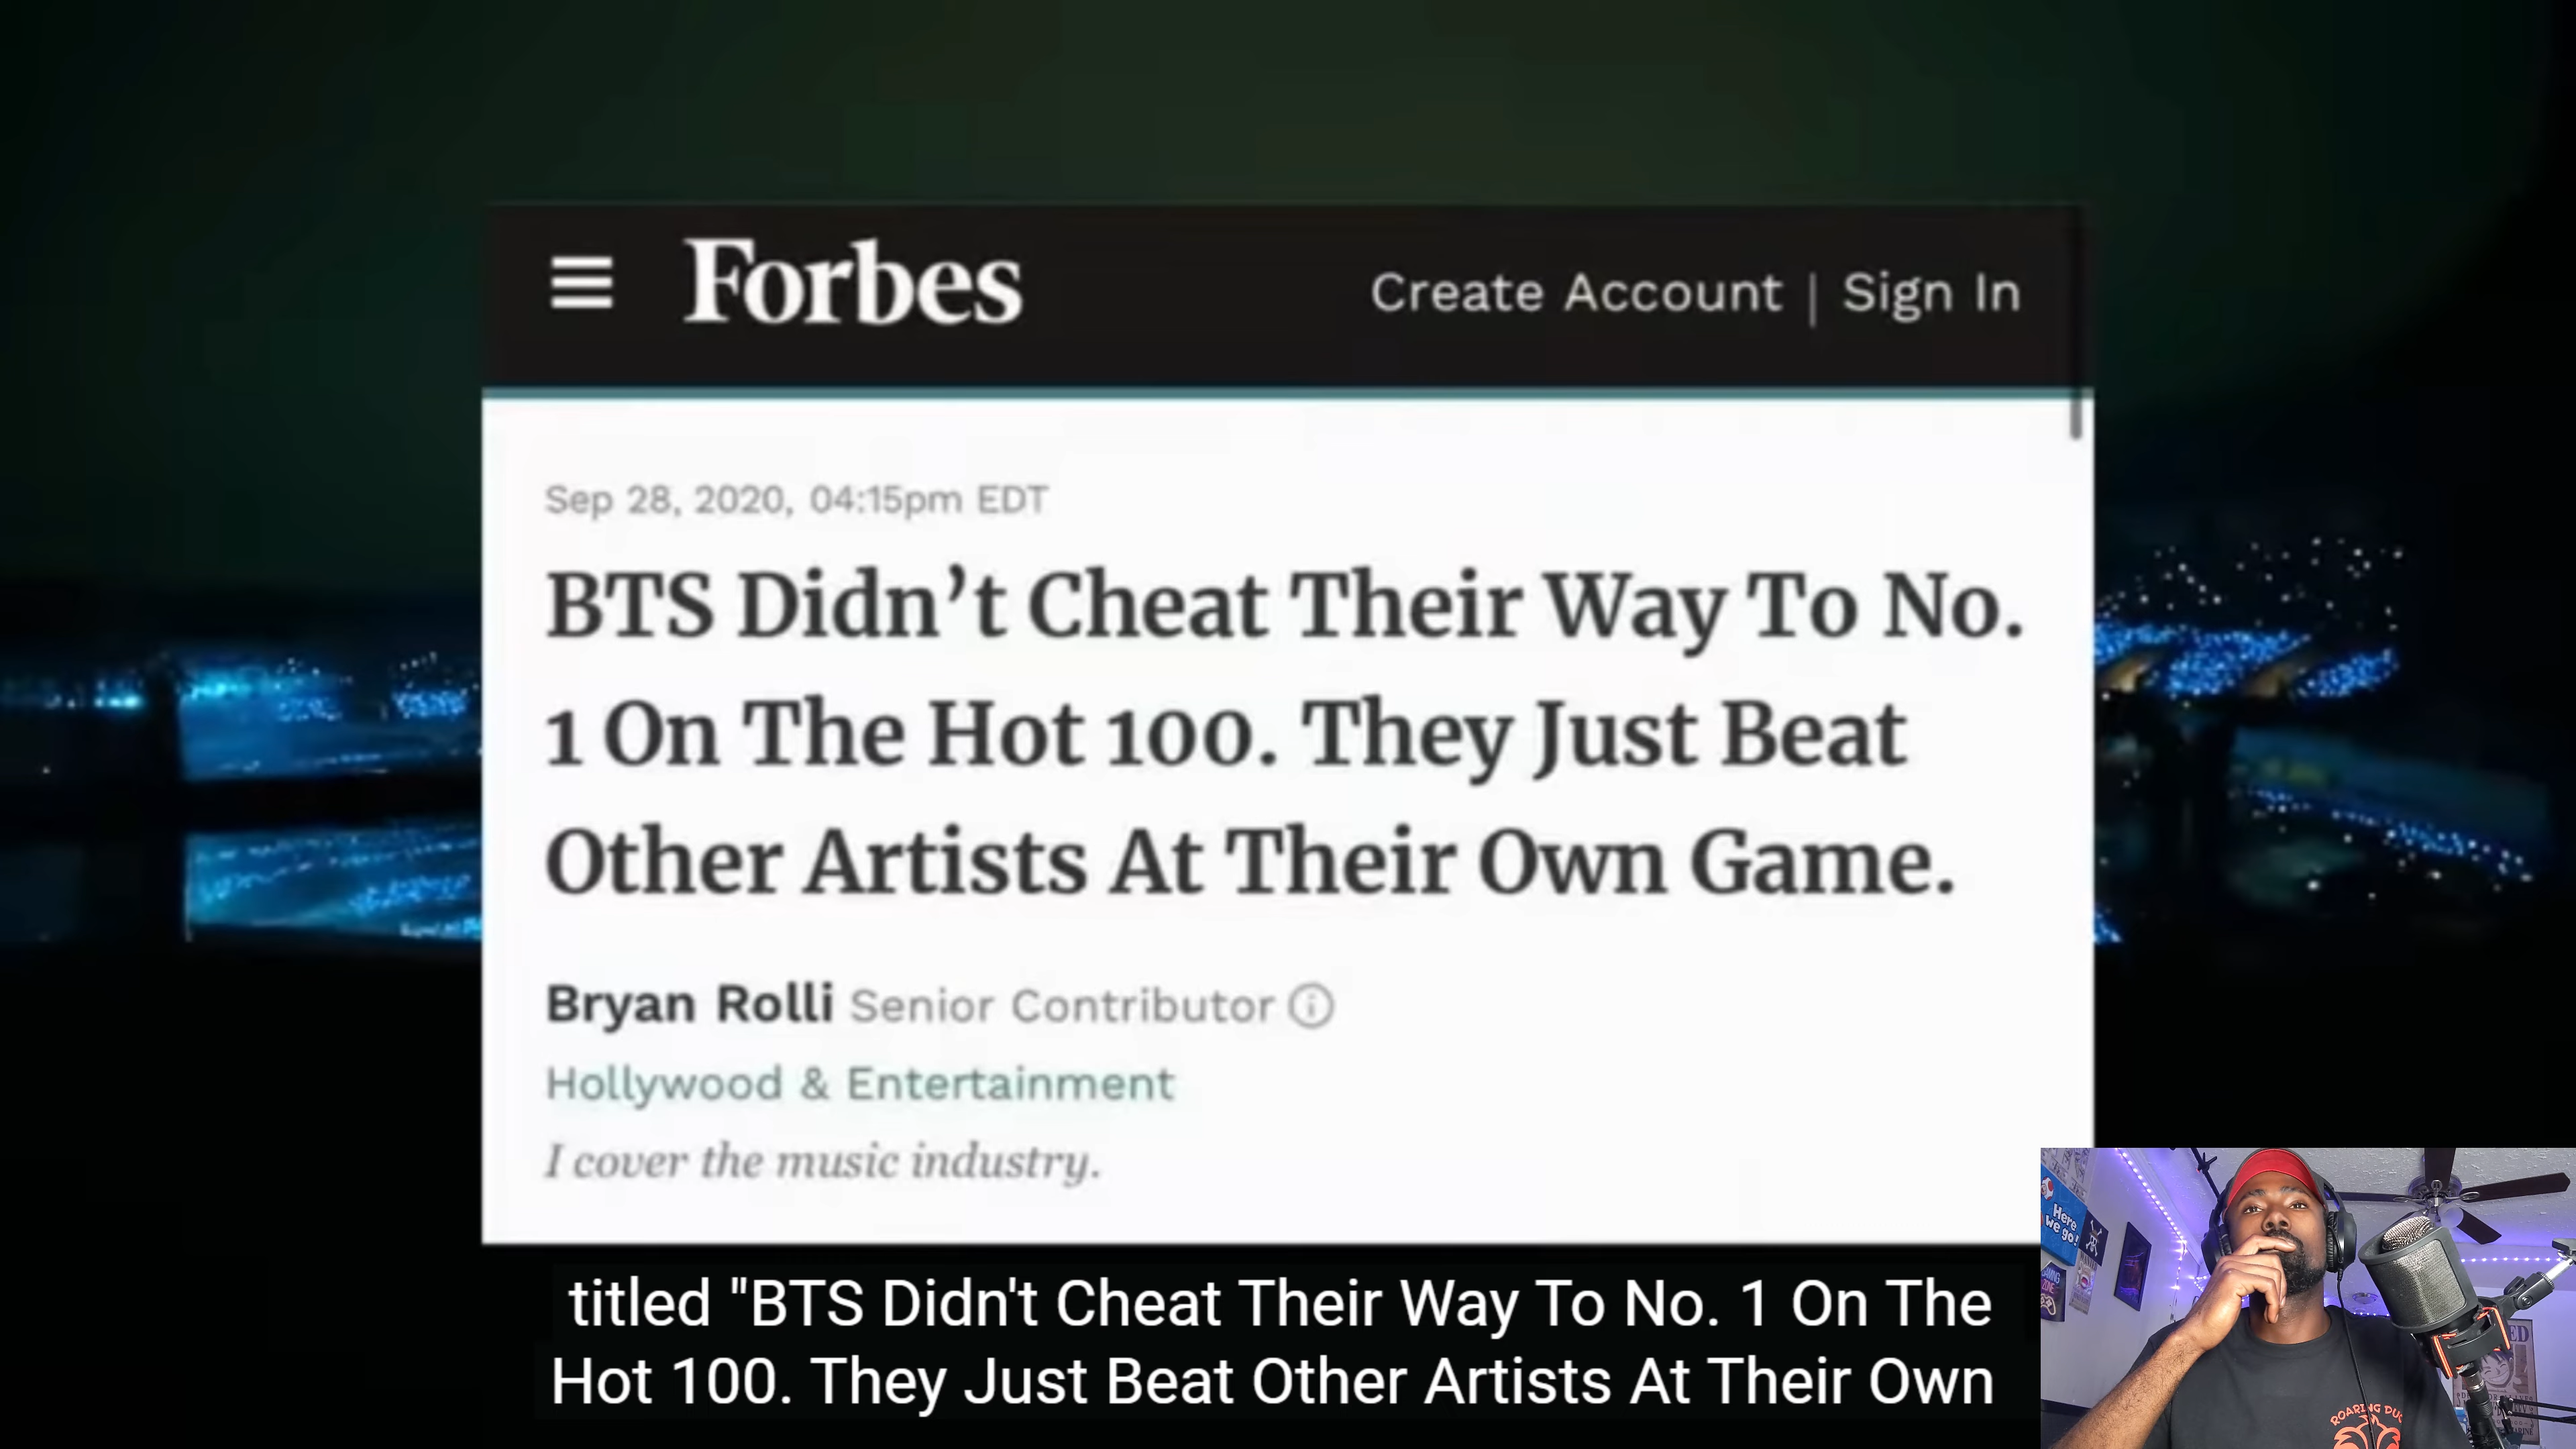 Forbes
Create Account | Sign In
Sep 28, 2020, 04:15pm EDT
BTS Didn't Cheat Their Way To No.
1 On The Hot 100. They Just Beat
Other Artists At Their Own Game.
Bryan Rolli Senior Contributor
Hollywood & Entertainment
I cover the music industry.
titled "BTS Didn't Cheat Their Way To No. 1 On The
Hot 100. They Just Beat Other Artists At Their Own
Here
we go!